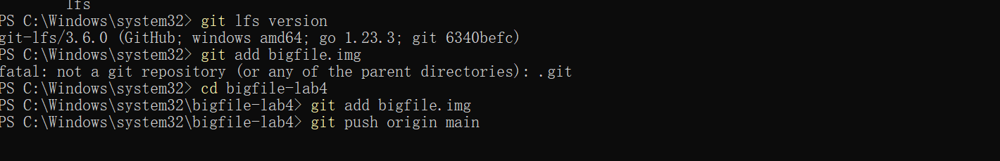 lfs
PS C:\Windows\system32> git lfs version
git-lfs/3.6.0 (GitHub; windows amd64; go 1.23.3; git 6340befc)
PS C:\Windows\system32> git add bigfile.img
fatal: not a git repository (or any of the parent directories): .git
PS C:\Windows\system32> cd bigfile-lab4
PS C:\Windows\system32\bigfile-lab4> git add bigfile.img
PS C:\Windows\system32\bigfile-lab4> git push origin main